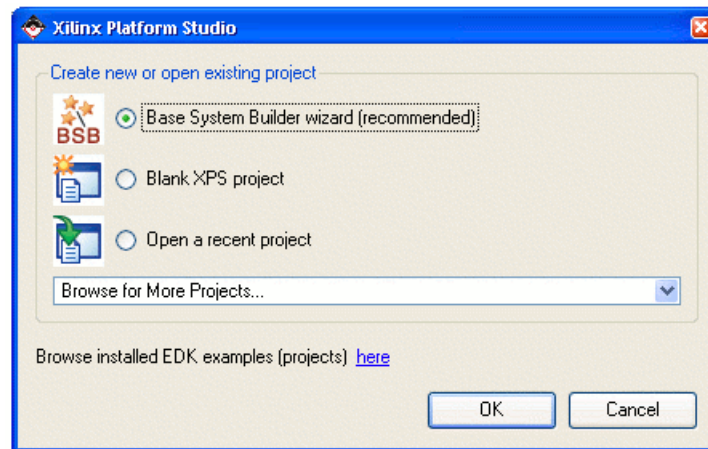 Xilinx Platform Studio
Create new or open existing project
BSB
Base System Builder wizard (recommended)
Blank XPS project
Open a recent project
Browse for More Projects...
Browse installed EDK examples (projects) here
OK Cancel